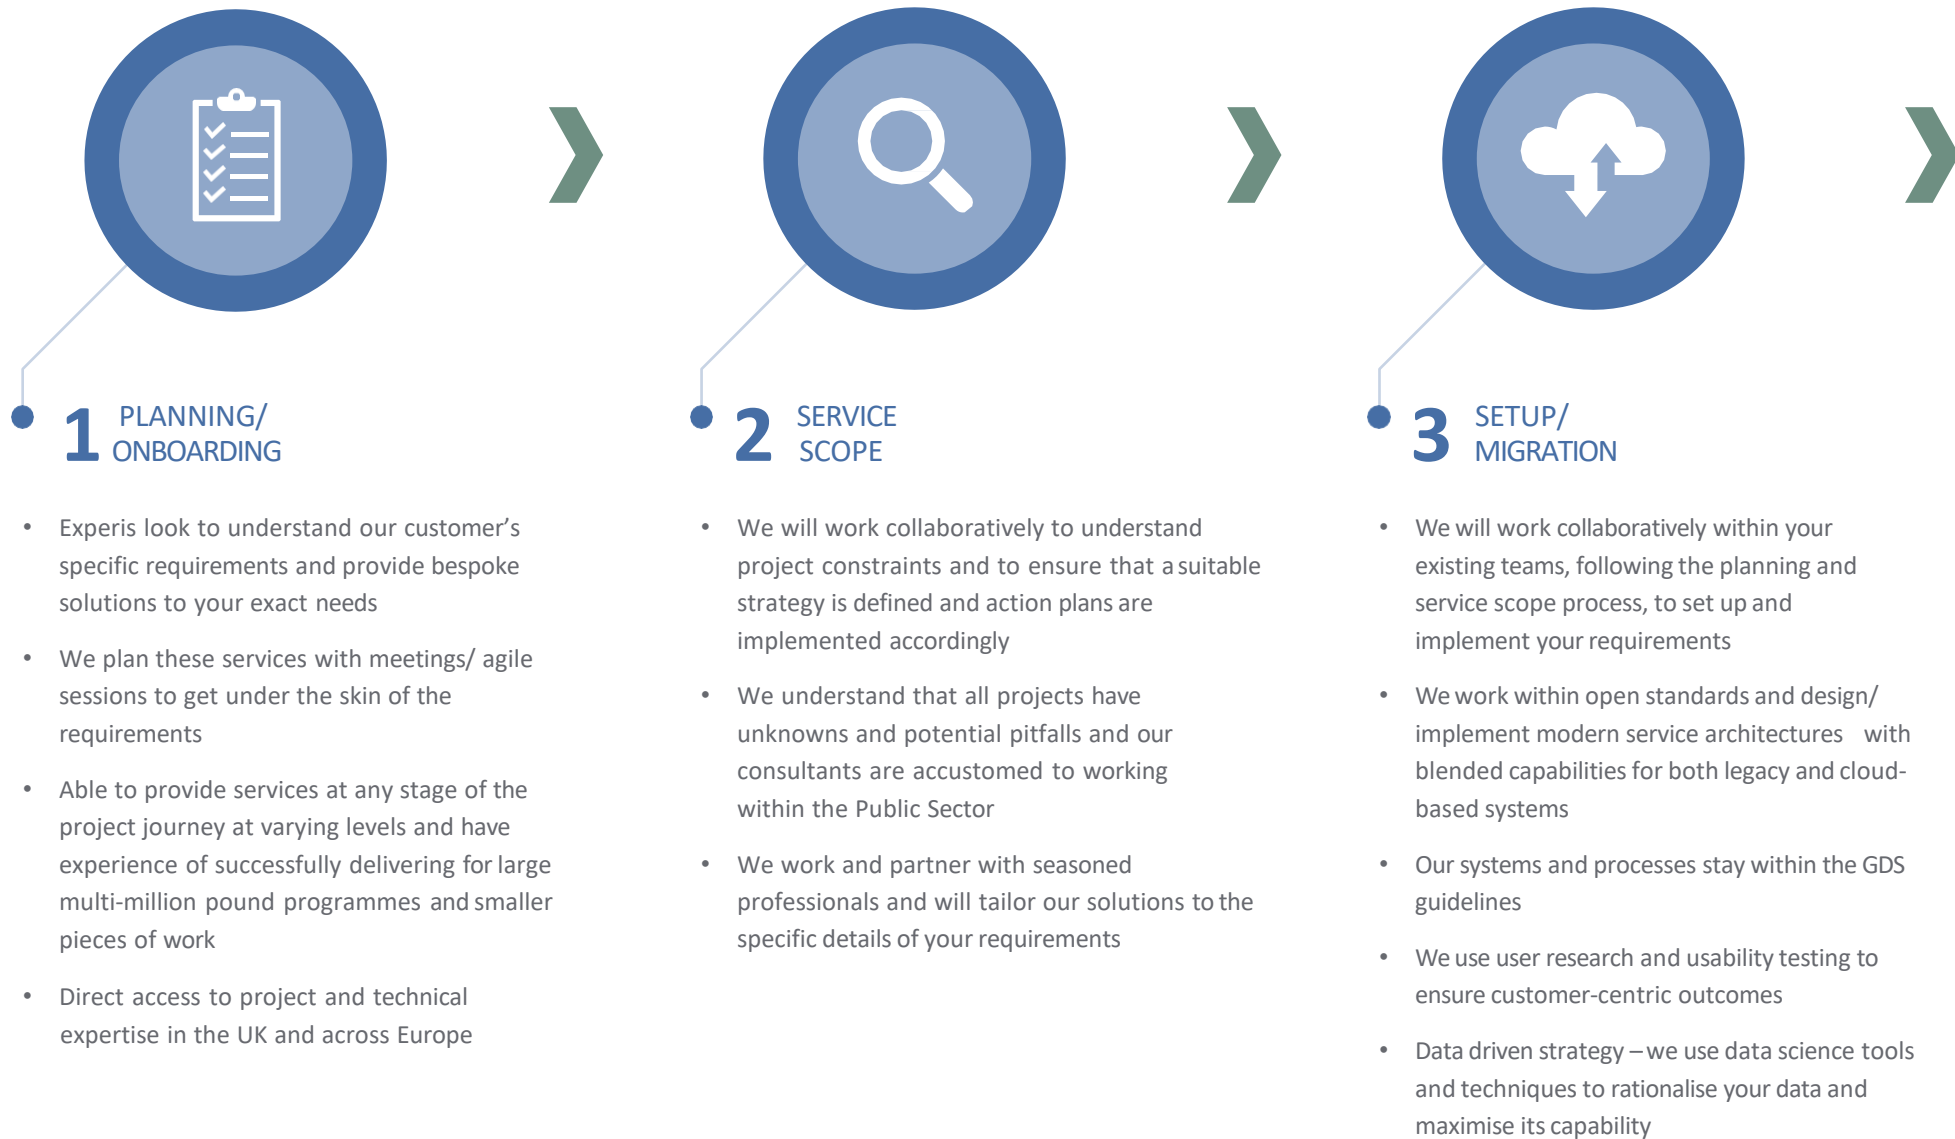 1 PLANNING/
ONBOARDING
• Experis look to understand our customer’s
specific requirements and provide bespoke
solutions to your exact needs
• We plan these services with meetings/ agile
sessions to get under the skin of the
requirements
• Able to provide services at any stage of the
project journey at varying levels and have
experience of successfully delivering for large
multi-million pound programmes and smaller
pieces of work
• Direct access to project and technical
expertise in the UK and across Europe
2 SERVICE
SCOPE
• We will work collaboratively to understand
project constraints and to ensure that a suitable
strategy is defined and action plans are
implemented accordingly
• We understand that all projects have
unknowns and potential pitfalls and our
consultants are accustomed to working
within the Public Sector
• We work and partner with seasoned
professionals and will tailor our solutions to the
specific details of your requirements
3 SETUP/
MIGRATION
• We will work collaboratively within your
existing teams, following the planning and
service scope process, to set up and
implement your requirements
• We work within open standards and design/
implement modern service architectures with
blended capabilities for both legacy and cloud-
based systems
• Our systems and processes stay within the GDS
guidelines
• We use user research and usability testing to
ensure customer-centric outcomes
• Data driven strategy – we use data science tools
and techniques to rationalise your data and
maximise its capability